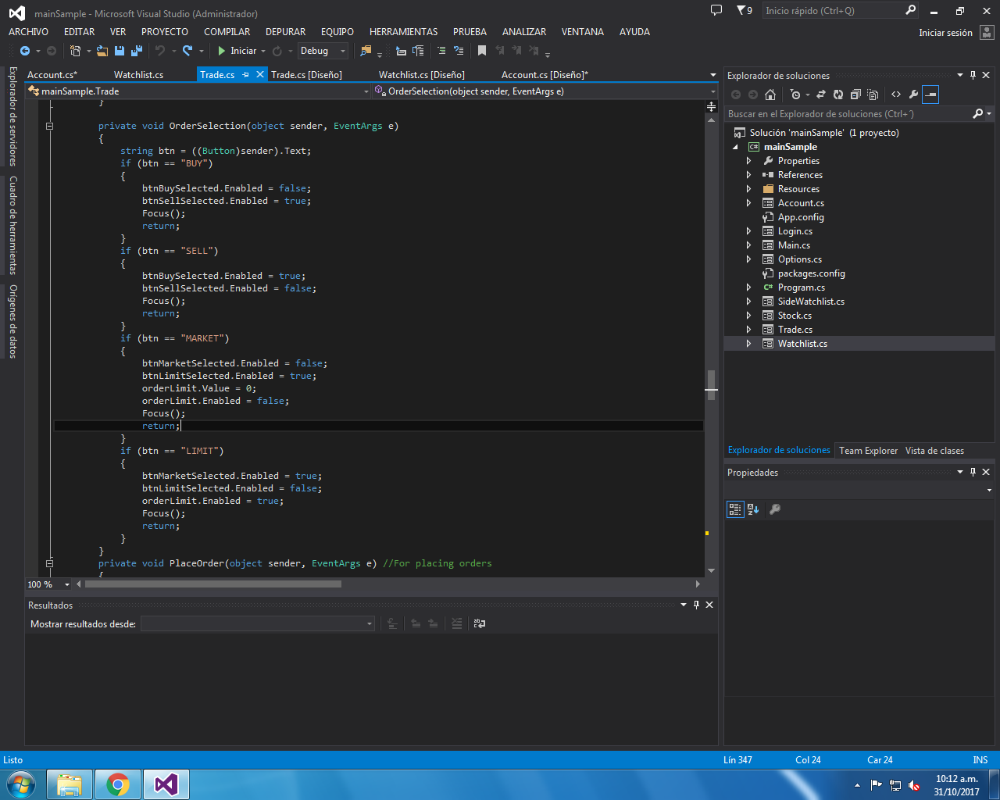 mainSample - Microsoft Visual Studio (Administrador)
9
Inicio rápido (Ctrl+Q)
ARCHIVO EDITAR VER PROYECTO COMPILAR DEPURAR EQUIPO HERRAMIENTAS PRUEBA ANALIZAR VENTANA AYUDA
Iniciar sesión
Iniciar
Debug
Explorador de servidores
Cuadro de herramientas
Orígenes de datos
Account.cs* Watchlist.cs Trade.cs Trade.cs [Diseño] Watchlist.cs [Diseño] Account.cs [Diseño]*
mainSample.Trade
OrderSelection(object sender, EventArgs e)
}
private void OrderSelection(object sender, EventArgs e)
{
string btn = ((Button)sender).Text;
if (btn == "BUY")
{
btnBuySelected.Enabled = false;
btnSellSelected.Enabled = true;
Focus();
return;
}
if (btn == "SELL")
{
btnBuySelected.Enabled = true;
btnSellSelected.Enabled = false;
Focus();
return;
}
if (btn == "MARKET")
{
btnMarketSelected.Enabled = false;
btnLimitSelected.Enabled = true;
orderLimit.Value = 0;
orderLimit.Enabled = false;
Focus();
return;
}
if (btn == "LIMIT")
{
btnMarketSelected.Enabled = true;
btnLimitSelected.Enabled = false;
orderLimit.Enabled = true;
Focus();
return;
}
}
private void PlaceOrder(object sender, EventArgs e) //For placing orders
{
100 %
Resultados
Mostrar resultados desde:
Explorador de soluciones
Buscar en el Explorador de soluciones (Ctrl+´)
Solución 'mainSample' (1 proyecto)
mainSample
Properties
References
Resources
Account.cs
App.config
Login.cs
Main.cs
Options.cs
packages.config
Program.cs
SideWatchlist.cs
Stock.cs
Trade.cs
Watchlist.cs
Explorador de soluciones Team Explorer Vista de clases
Propiedades
Listo
Lín 347 Col 24 Car 24 INS
10:12 a.m.
31/10/2017